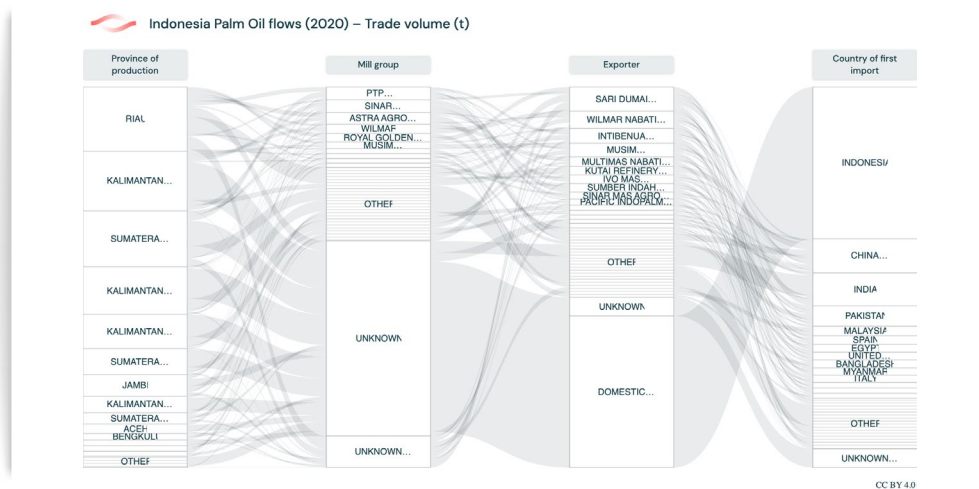 Indonesia Palm Oil flows (2020) – Trade volume (t)
Province of
production
Mill group
Exporter
Country of first
import
RIAU
KALIMANTAN...
SUMATERA...
KALIMANTAN...
KALIMANTAN...
SUMATERA...
JAMBI
KALIMANTAN...
SUMATERA...
ACEH
BENGKULU
OTHER
PTP...
SINAR...
ASTRA AGRO...
WILMAR
ROYAL GOLDEN...
MUSIM...
OTHER
UNKNOWN
UNKNOWN...
SARI DUMAI...
WILMAR NABATI...
INTIBENUA...
MUSIM...
MULTIMAS NABATI...
KUTAI REFINERY...
IVO MAS...
SUMBER INDAH...
SINAR MAS AGRO...
PACIFIC INDOPALM...
OTHER
UNKNOWN
DOMESTIC...
INDONESIA
CHINA...
INDIA
PAKISTAN
MALAYSIA
SPAIN
EGYPT
UNITED...
BANGLADESH
MYANMAR
ITALY
OTHER
UNKNOWN...
CC BY 4.0